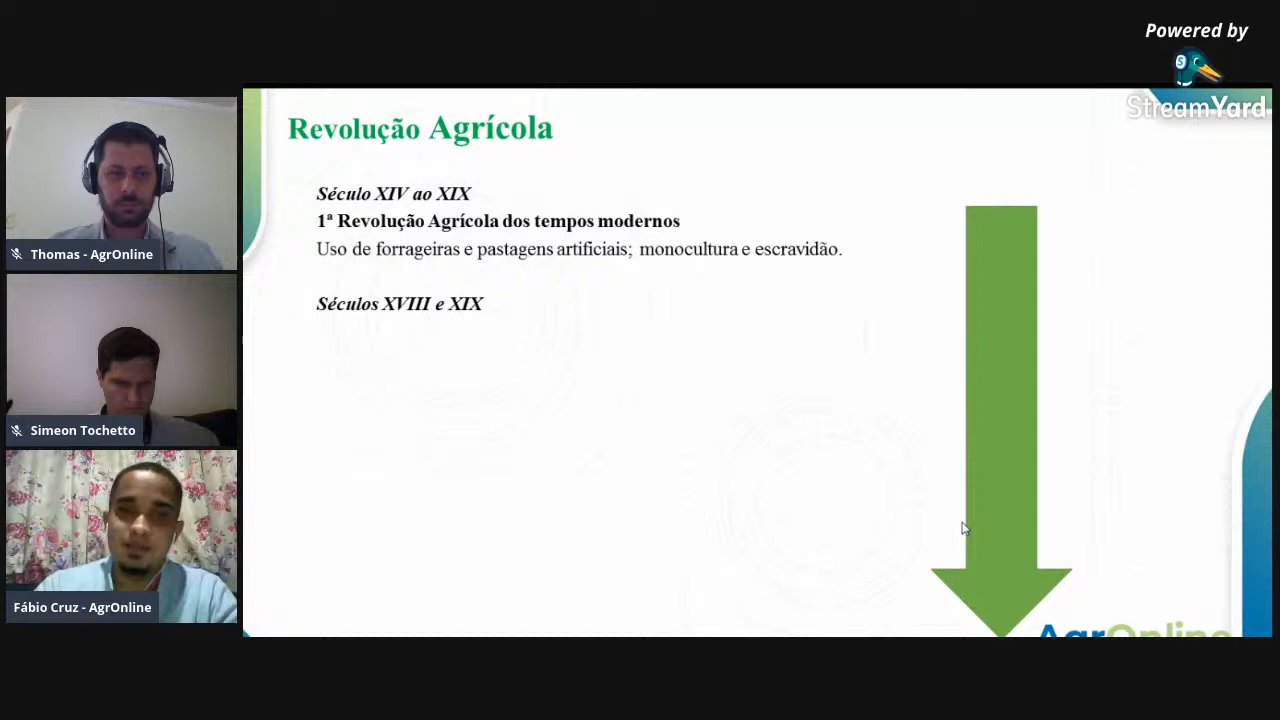 Powered by
S
StreamYard
Revolução Agrícola
Século XIV ao XIX
1ª Revolução Agrícola dos tempos modernos
Uso de forrageiras e pastagens artificiais; monocultura e escravidão.
Séculos XVIII e XIX
Thomas - AgrOnline
Simeon Tochetto
Fábio Cruz - AgrOnline
AgrOnline